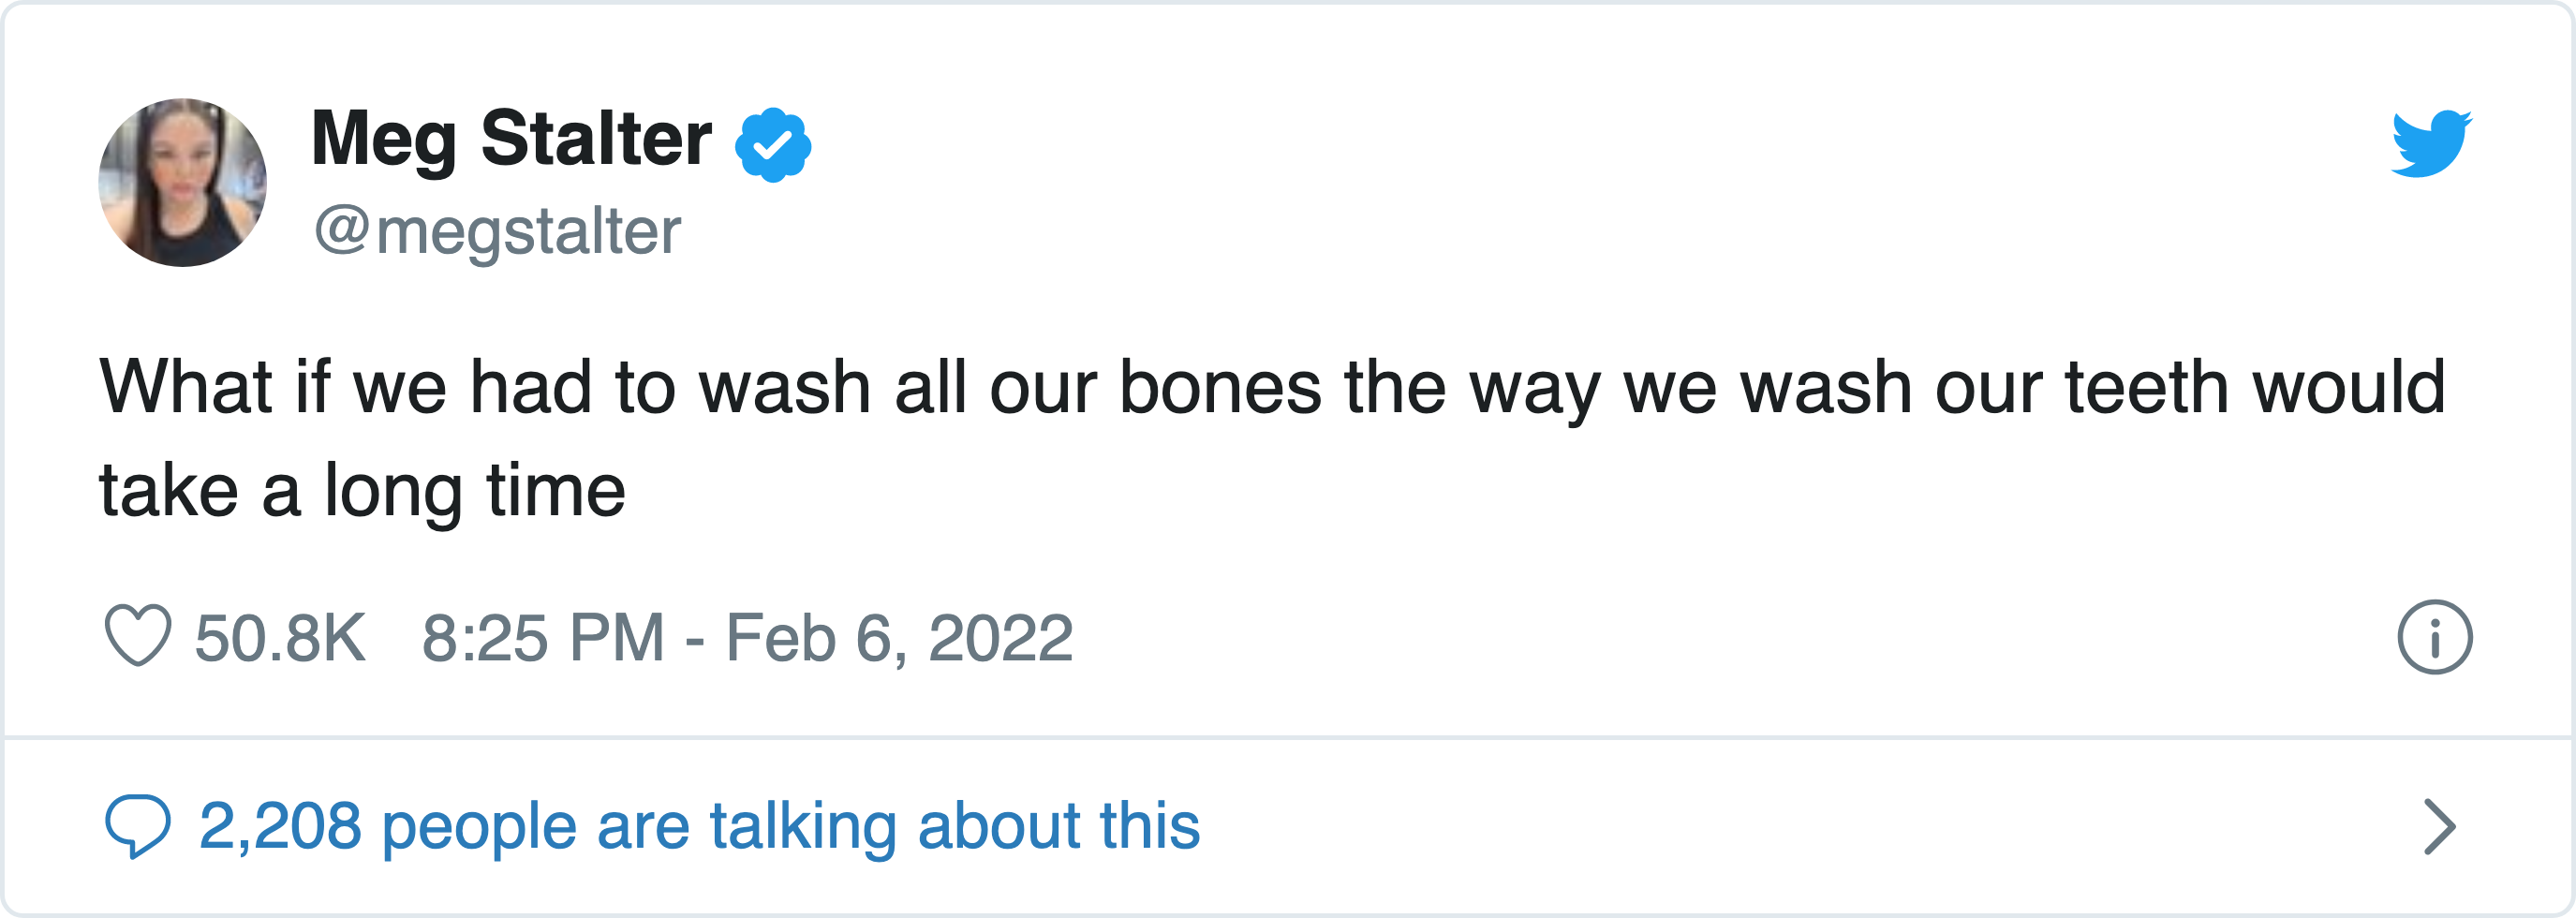 Meg Stalter
@megstalter
What if we had to wash all our bones the way we wash our teeth would
take a long time
50.8K 8:25 PM - Feb 6, 2022
2,208 people are talking about this